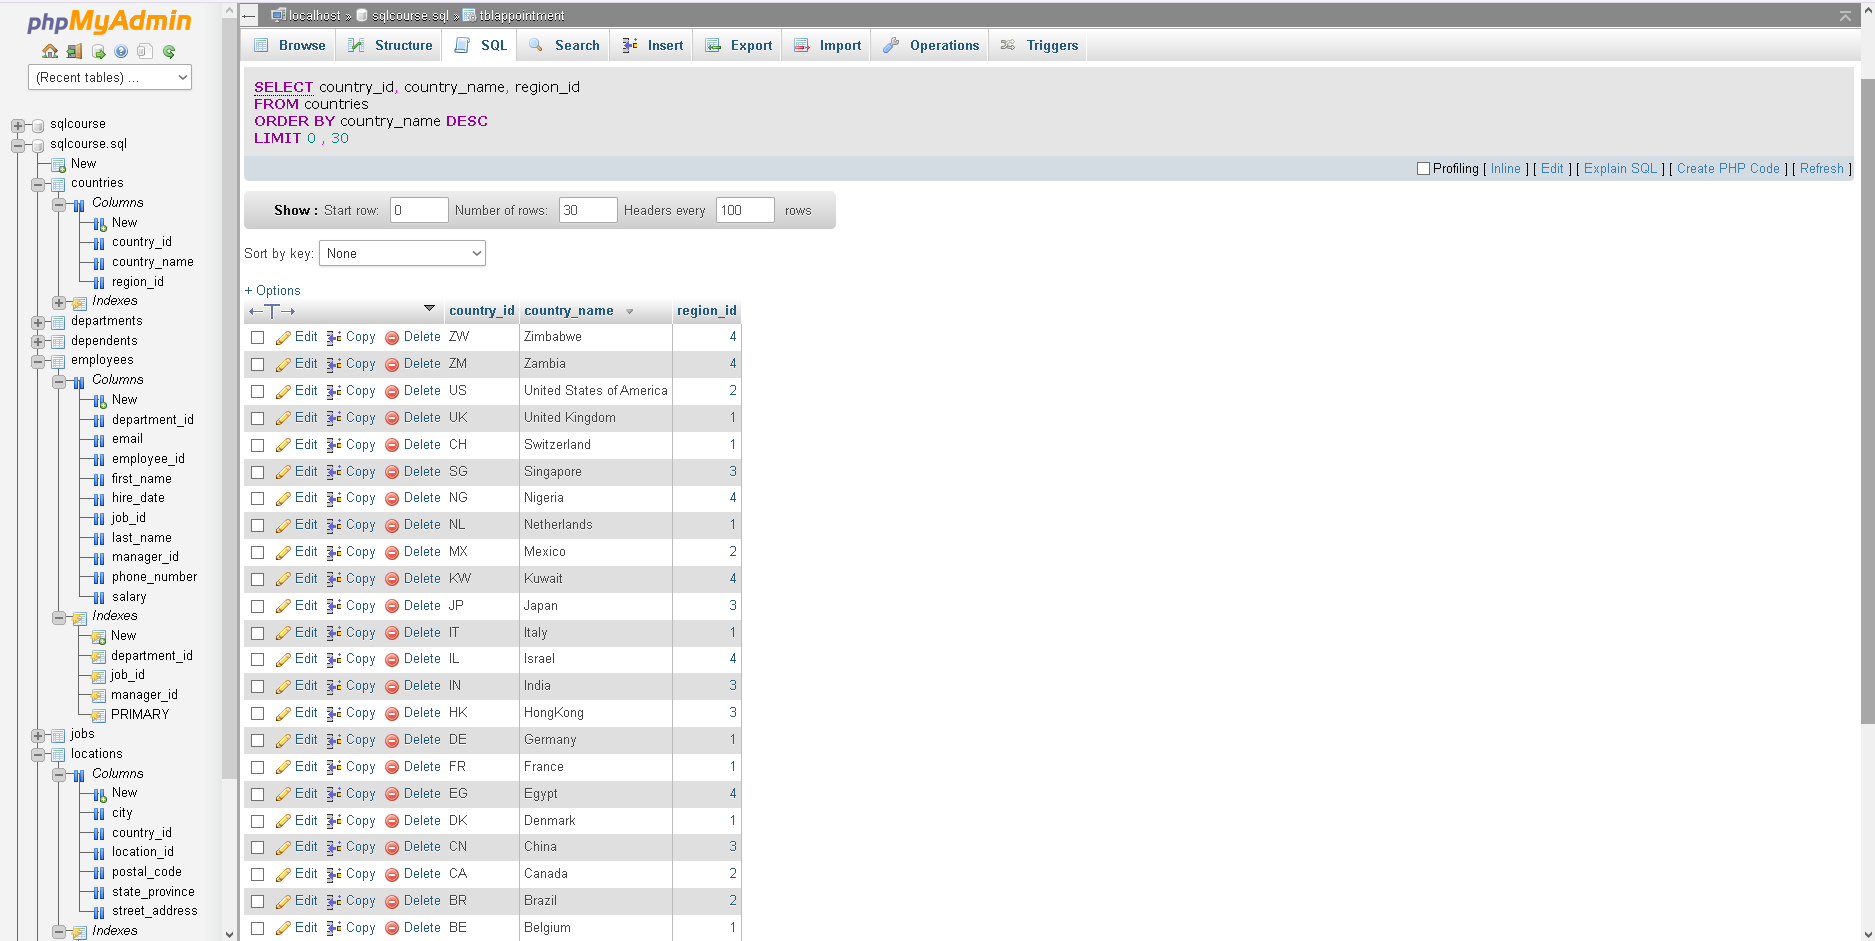 phpMyAdmin
(Recent tables) ...
sqlcourse
sqlcourse.sql
New
countries
Columns
New
country_id
country_name
region_id
Indexes
departments
dependents
employees
Columns
New
department_id
email
employee_id
first_name
hire_date
job_id
last_name
manager_id
phone_number
salary
Indexes
New
department_id
job_id
manager_id
PRIMARY
jobs
locations
Columns
New
city
country_id
location_id
postal_code
state_province
street_address
Indexes
localhost » sqlcourse.sql » tblappointment
Browse Structure SQL Search Insert Export Import Operations Triggers
SELECT country_id, country_name, region_id
FROM countries
ORDER BY country_name DESC
LIMIT 0 , 30
Profiling [ Inline ] [ Edit ] [ Explain SQL ] [ Create PHP Code ] [ Refresh ]
Show : Start row: 0 Number of rows: 30 Headers every 100 rows
Sort by key: None
+ Options
←T→ country_id country_name region_id
Edit Copy Delete ZW Zimbabwe 4
Edit Copy Delete ZM Zambia 4
Edit Copy Delete US United States of America 2
Edit Copy Delete UK United Kingdom 1
Edit Copy Delete CH Switzerland 1
Edit Copy Delete SG Singapore 3
Edit Copy Delete NG Nigeria 4
Edit Copy Delete NL Netherlands 1
Edit Copy Delete MX Mexico 2
Edit Copy Delete KW Kuwait 4
Edit Copy Delete JP Japan 3
Edit Copy Delete IT Italy 1
Edit Copy Delete IL Israel 4
Edit Copy Delete IN India 3
Edit Copy Delete HK HongKong 3
Edit Copy Delete DE Germany 1
Edit Copy Delete FR France 1
Edit Copy Delete EG Egypt 4
Edit Copy Delete DK Denmark 1
Edit Copy Delete CN China 3
Edit Copy Delete CA Canada 2
Edit Copy Delete BR Brazil 2
Edit Copy Delete BE Belgium 1